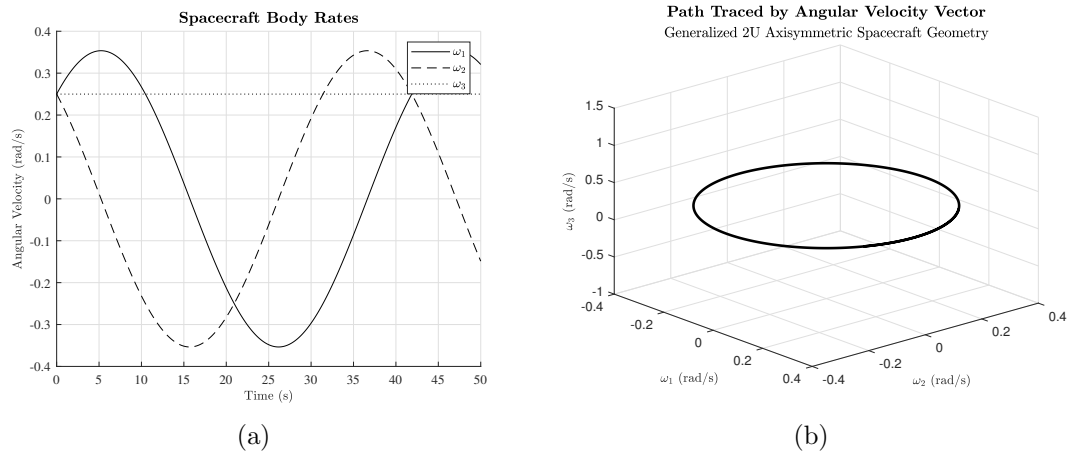 Spacecraft Body Rates
0.4
0.3
0.2
0.1
0
-0.1
-0.2
-0.3
-0.4
Angular Velocity (rad/s)
ω₁
ω₂
ω₃
0 5 10 15 20 25 30 35 40 45 50
Time (s)
(a)
Path Traced by Angular Velocity Vector
Generalized 2U Axisymmetric Spacecraft Geometry
1.5
1
0.5
0
-0.5
-1
ω₃ (rad/s)
-0.4
-0.2
0
0.2
0.4
ω₁ (rad/s)
-0.4
-0.2
0
0.2
0.4
ω₂ (rad/s)
(b)